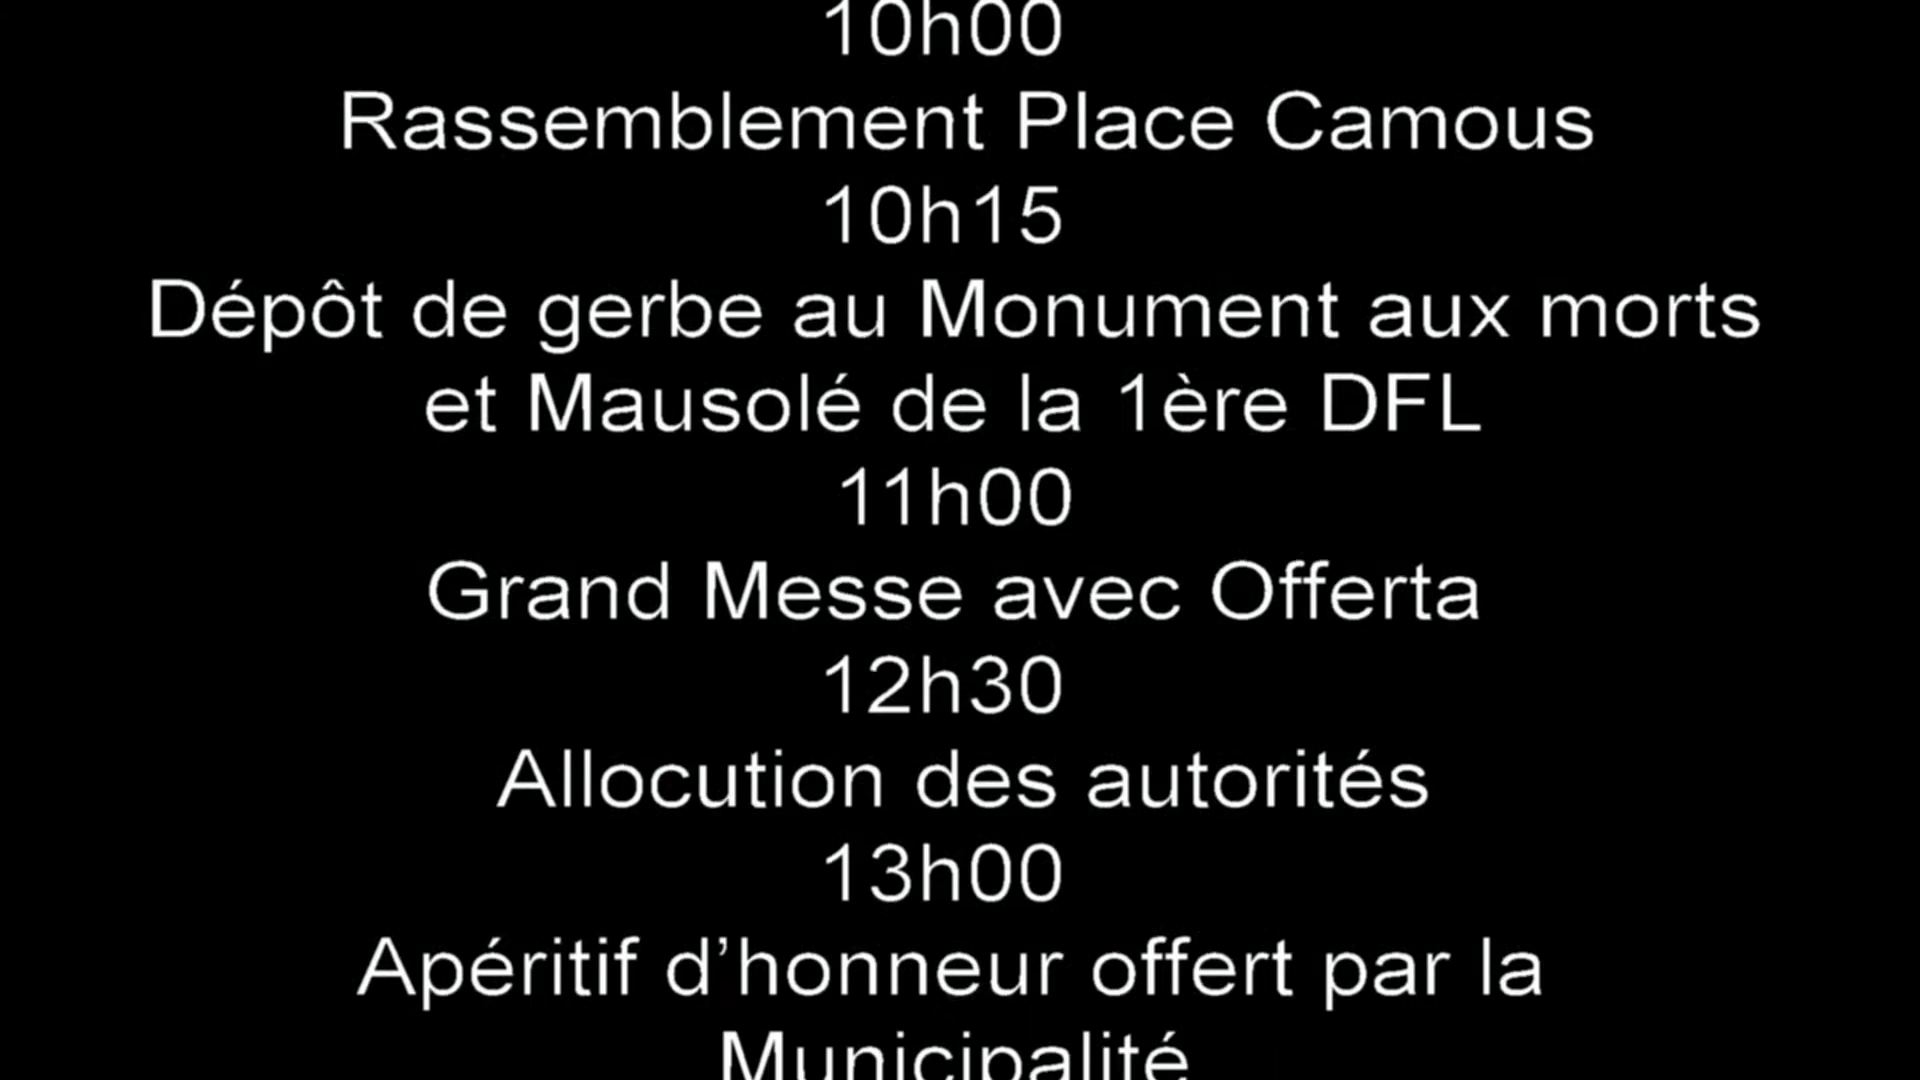 10h00
Rassemblement Place Camous
10h15
Dépôt de gerbe au Monument aux morts
et Mausolé de la 1ère DFL
11h00
Grand Messe avec Offerta
12h30
Allocution des autorités
13h00
Apéritif d’honneur offert par la
Municipalité